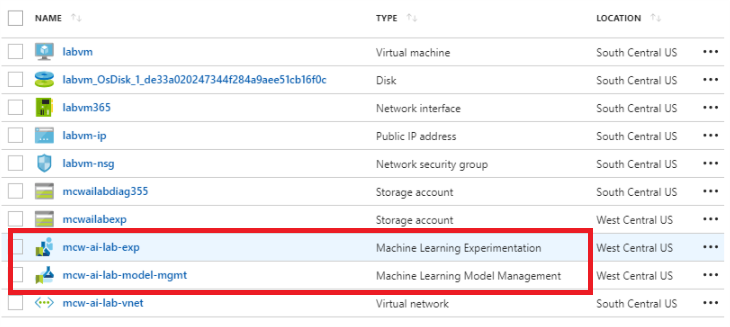 NAME TYPE LOCATION
labvm Virtual machine South Central US
labvm_OsDisk_1_de33a020247344f284a9aee51cb16f0c Disk South Central US
labvm365 Network interface South Central US
labvm-ip Public IP address South Central US
labvm-nsg Network security group South Central US
mcwailabdiag355 Storage account South Central US
mcwailabexp Storage account West Central US
mcw-ai-lab-exp Machine Learning Experimentation West Central US
mcw-ai-lab-model-mgmt Machine Learning Model Management West Central US
mcw-ai-lab-vnet Virtual network South Central US